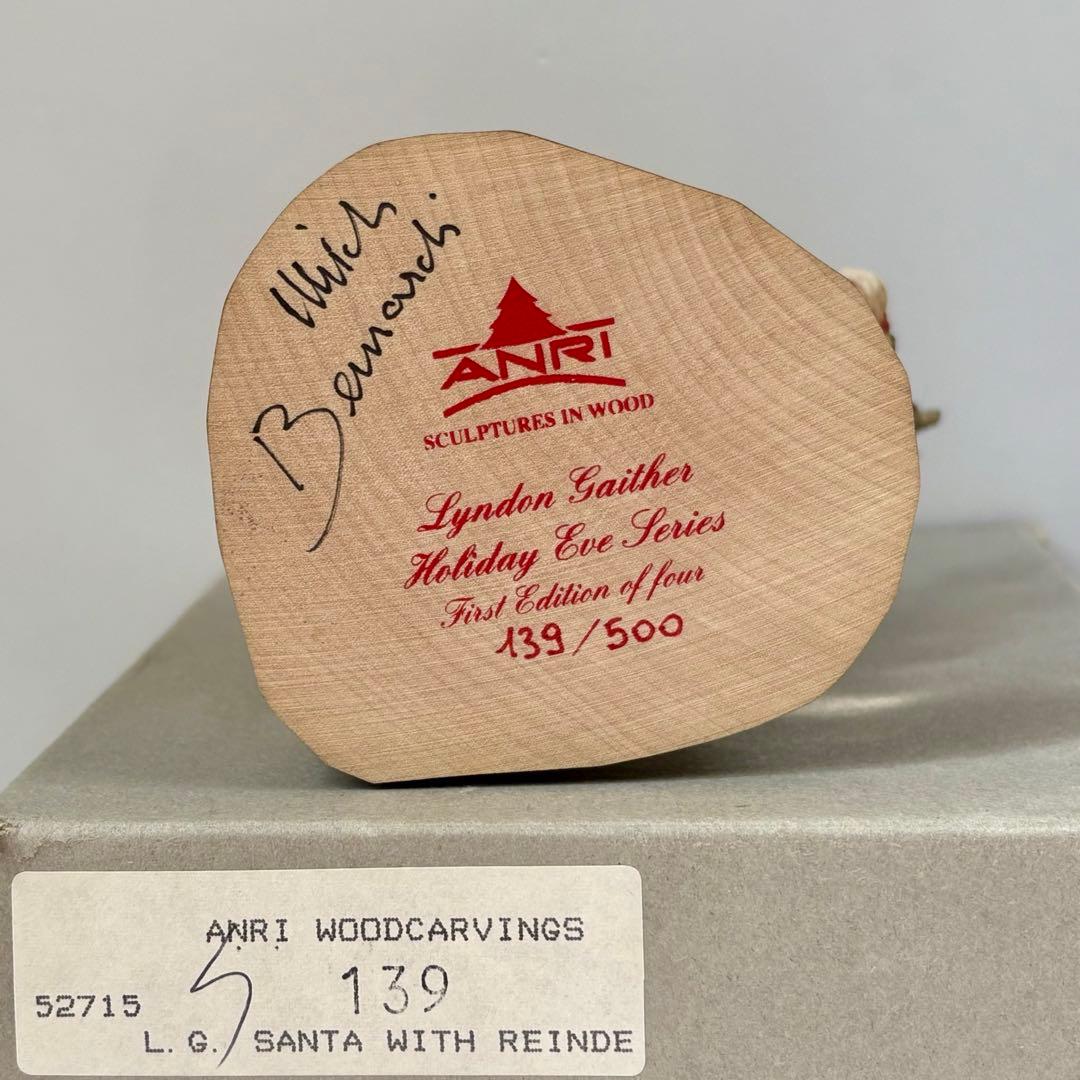 Ulrich
Bernardi
ANRI
SCULPTURES IN WOOD
Lyndon Gaither
Holiday Eve Series
First Edition of four
139/500
ANRI WOODCARVINGS
52715 139
L.G. SANTA WITH REINDE